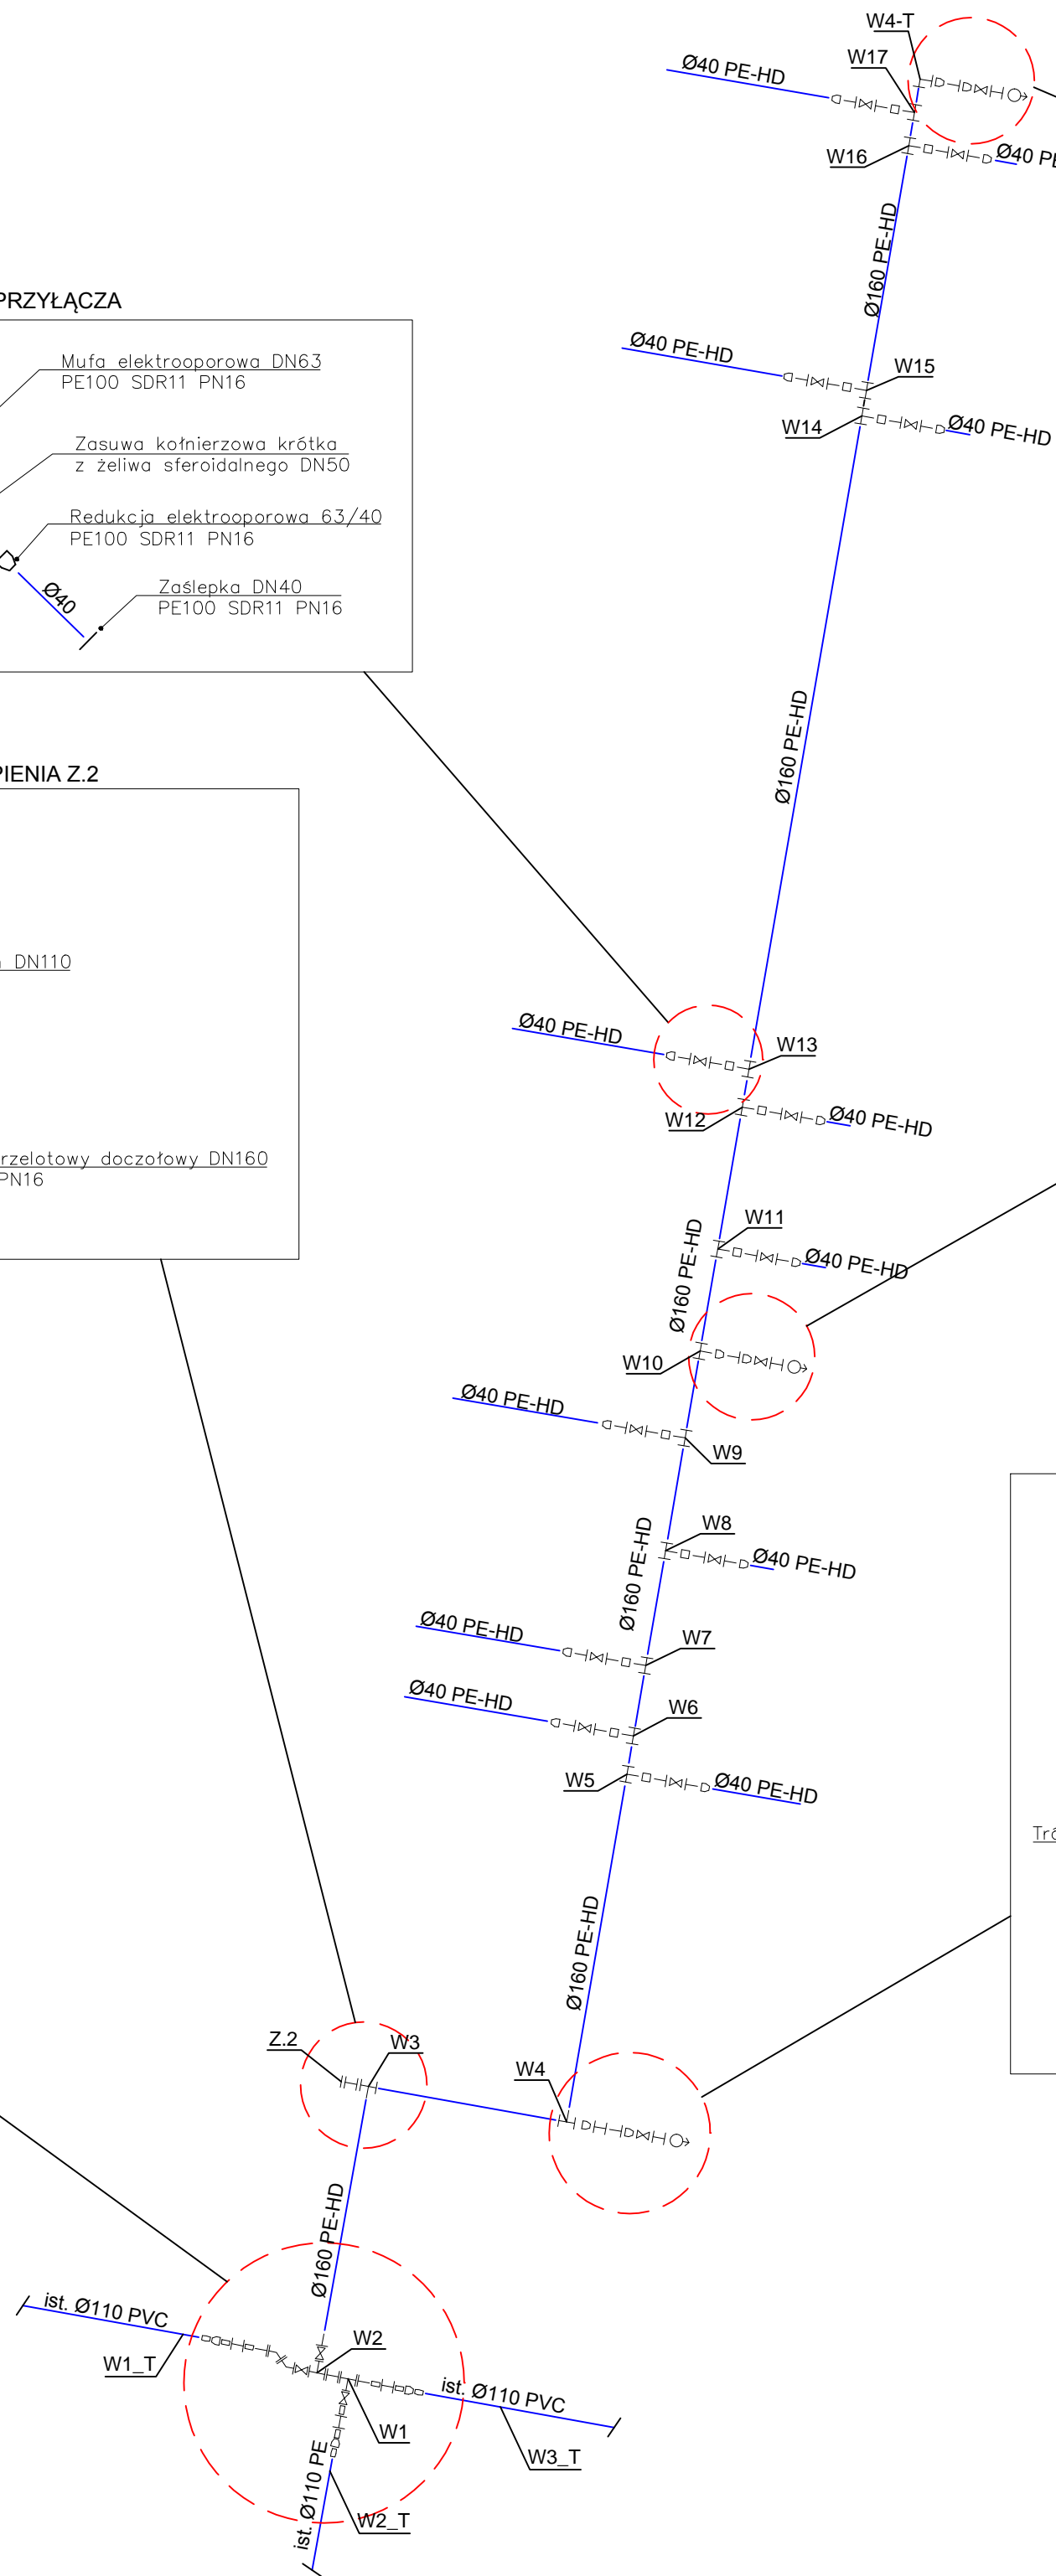 W4-T
W17
Ø40 PE-HD
W16
Ø40 PE
Ø160 PE-HD
PRZYŁĄCZA
Mufa elektrooporowa DN63
PE100 SDR11 PN16
Zasuwa kołnierzowa krótka
z żeliwa sferoidalnego DN50
Redukcja elektrooporowa 63/40
PE100 SDR11 PN16
Ø40
Zaślepka DN40
PE100 SDR11 PN16
Ø40 PE-HD
W15
W14
Ø40 PE-HD
Ø160 PE-HD
PIENIA Z.2
DN110
rzelotowy doczołowy DN160
PN16
Ø40 PE-HD
W13
W12
Ø40 PE-HD
W11
Ø40 PE-HD
Ø160 PE-HD
W10
Ø40 PE-HD
W9
W8
Ø40 PE-HD
Ø160 PE-HD
Ø40 PE-HD
W7
Ø40 PE-HD
W6
W5
Ø40 PE-HD
Tró
Ø160 PE-HD
Z.2
W3
W4
Ø160 PE-HD
ist. Ø110 PVC
W1_T
W2
ist. Ø110 PVC
W1
W3_T
ist. Ø110 PE
W2_T